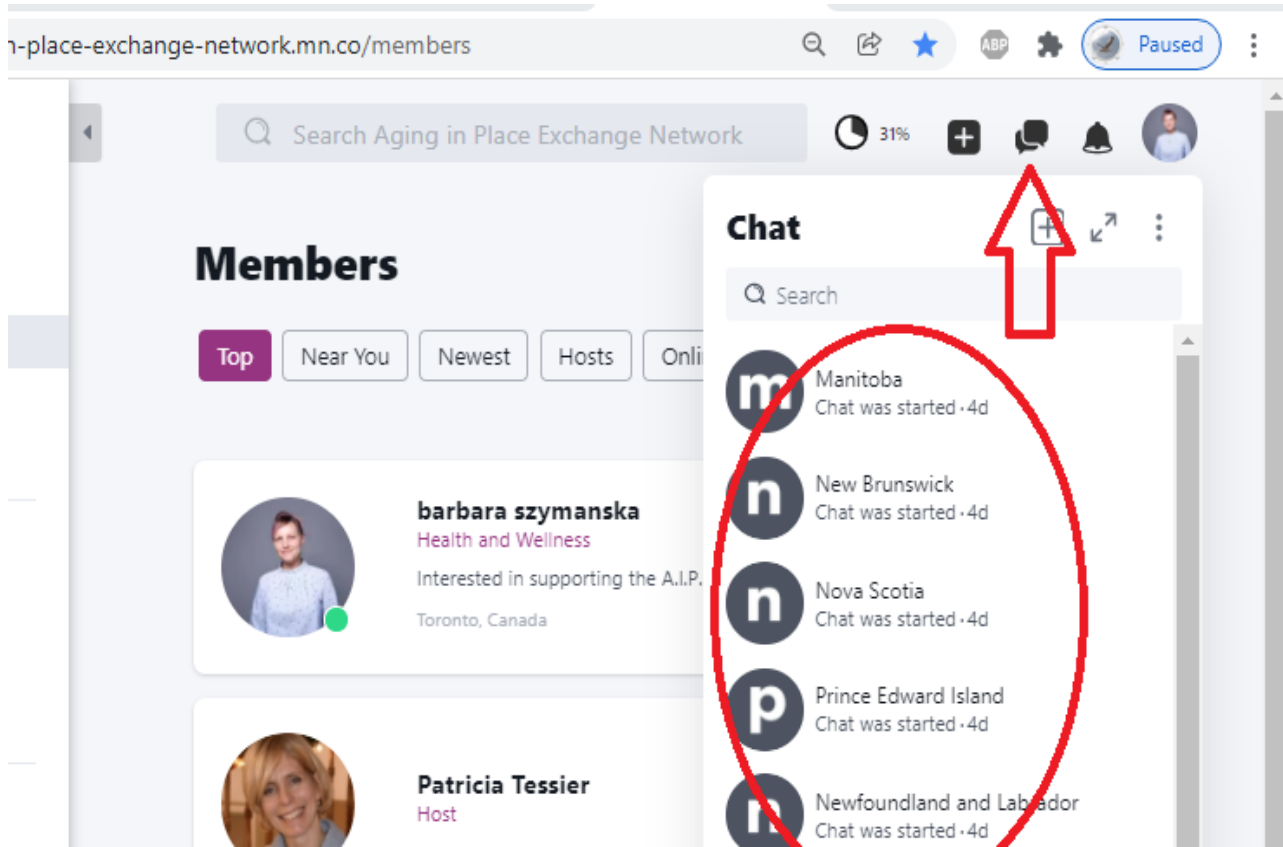 n-place-exchange-network.mn.co/members
ABP
Paused
Search Aging in Place Exchange Network
31%
Chat
Members
Search
Top
Near You
Newest
Hosts
Onli
m
Manitoba
Chat was started · 4d
n
New Brunswick
Chat was started · 4d
barbara szymanska
Health and Wellness
Interested in supporting the A.I.P.
Toronto, Canada
n
Nova Scotia
Chat was started · 4d
p
Prince Edward Island
Chat was started · 4d
Patricia Tessier
Host
n
Newfoundland and Labrador
Chat was started · 4d